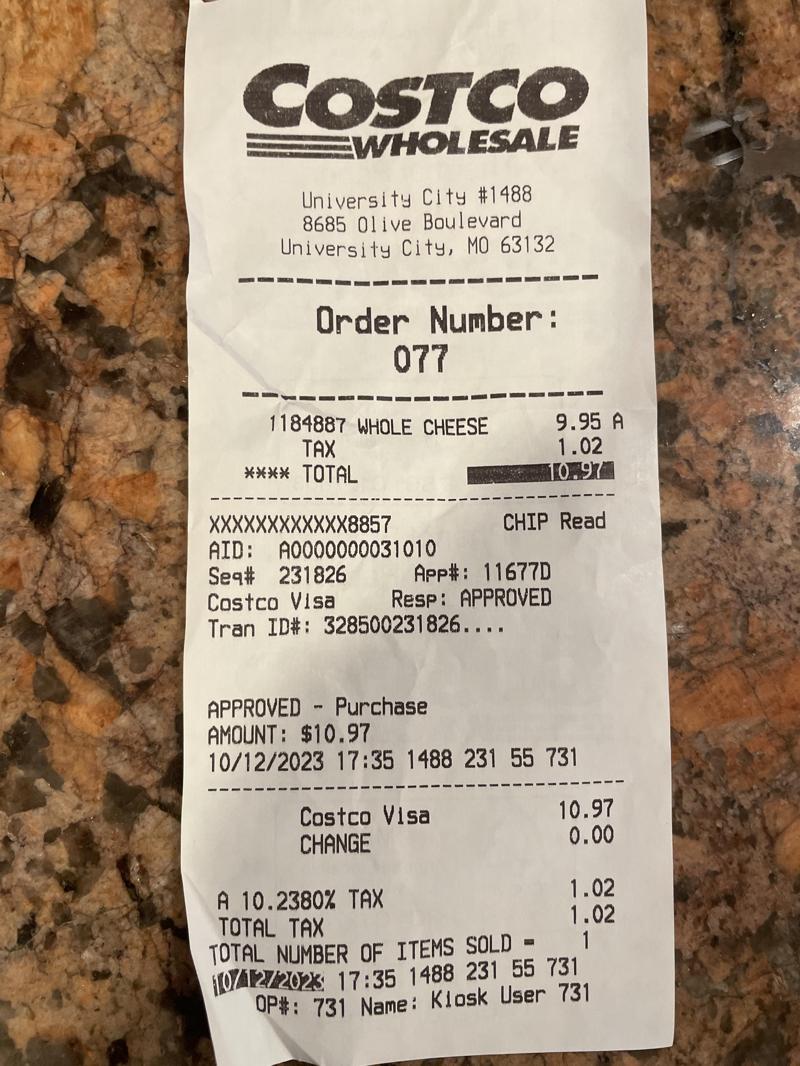 COSTCO
WHOLESALE
University City #1488
8685 Olive Boulevard
University City, MO 63132
Order Number:
077
1184887 WHOLE CHEESE 9.95 A
TAX 1.02
**** TOTAL 10.97
XXXXXXXXXXXX8857 CHIP Read
AID: A0000000031010
Seq# 231826 App#: 11677D
Costco Visa Resp: APPROVED
Tran ID#: 328500231826....
APPROVED - Purchase
AMOUNT: $10.97
10/12/2023 17:35 1488 231 55 731
Costco Visa 10.97
CHANGE 0.00
A 10.2380% TAX 1.02
TOTAL TAX 1.02
TOTAL NUMBER OF ITEMS SOLD = 1
10/12/2023 17:35 1488 231 55 731
OP#: 731 Name: Kiosk User 731